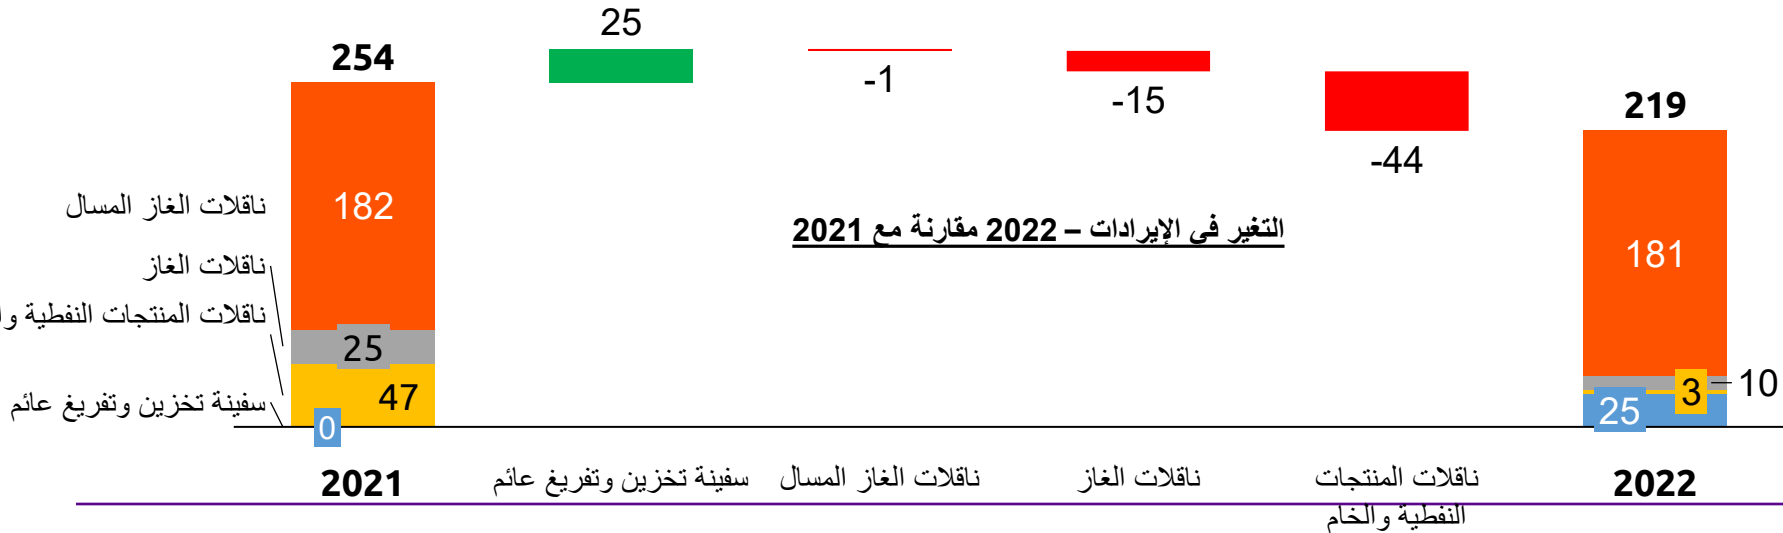 25
254
-1
-15
-44
219
182
181
ناقلات الغاز المسال
التغير في الإيرادات – 2022 مقارنة مع 2021
ناقلات الغاز
ناقلات المنتجات النفطية
25
47
سفينة تخزين وتفريغ عائم
0
3
10
25
2021
سفينة تخزين وتفريغ عائم
ناقلات الغاز المسال
ناقلات الغاز
ناقلات المنتجات
النفطية والخام
2022